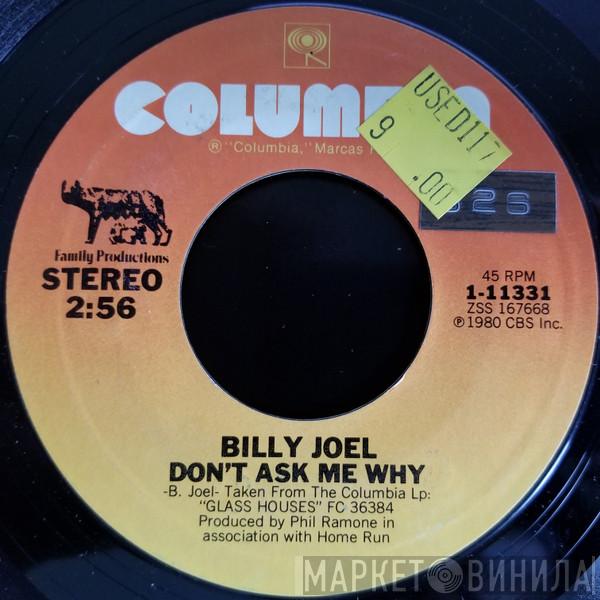 COLUM
® "Columbia," Marcas
USED117
9 .00
26
Family Productions
STEREO
2:56
45 RPM
1-11331
ZSS 167668
℗ 1980 CBS Inc.
BILLY JOEL
DON'T ASK ME WHY
-B. Joel- Taken From The Columbia Lp:
"GLASS HOUSES" FC 36384
Produced by Phil Ramone in
association with Home Run
МАРКЕТ ВИНИЛА